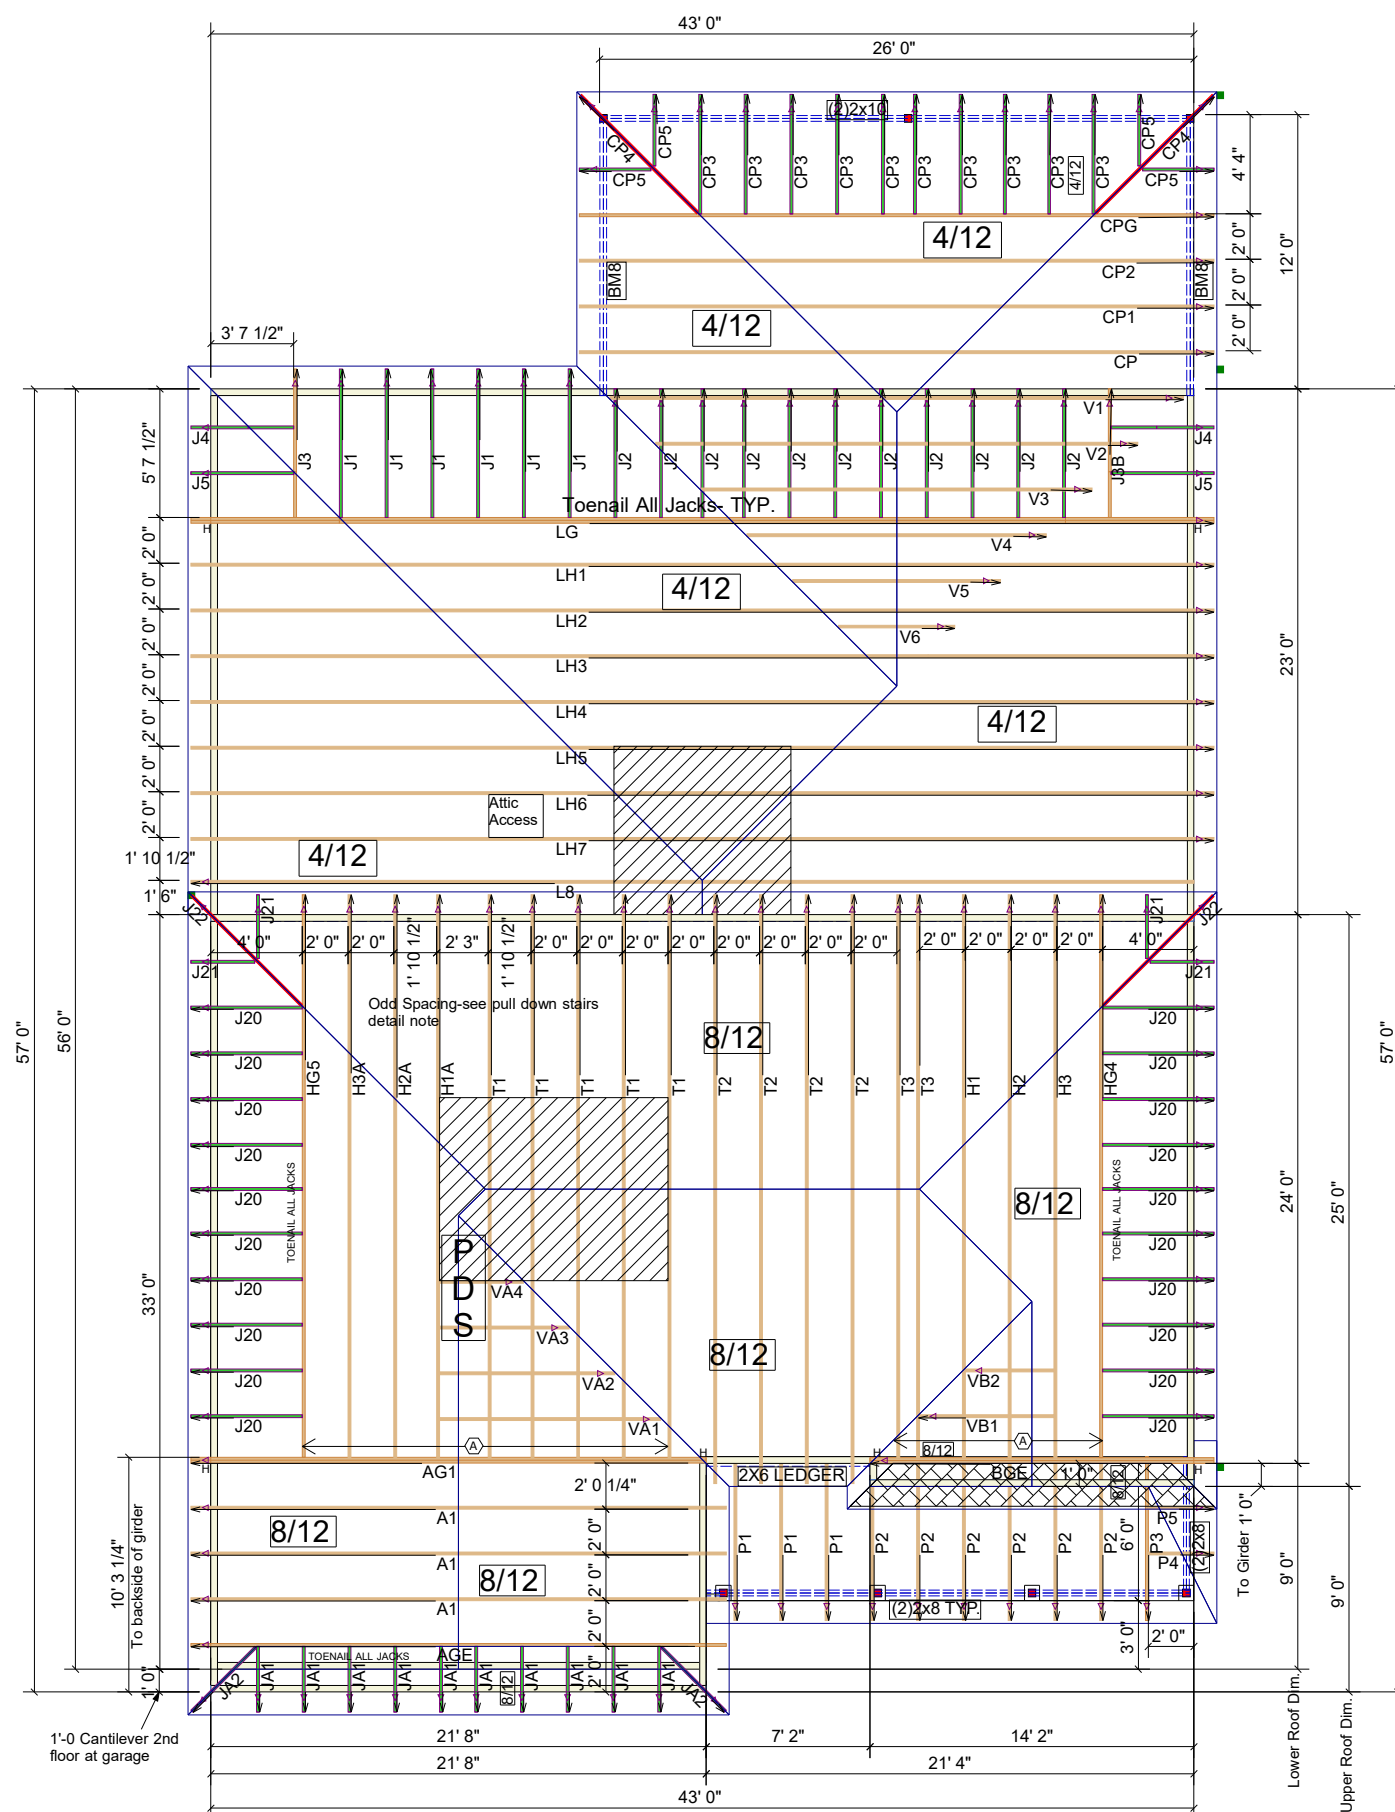 43' 0"
26' 0"
(2)2x10
CP4
CP5
CP5
CP3
CP3
CP3
CP3
CP3
CP3
CP3
CP3
CP3
4/12
CP3
CP5
CP4
CP5
4' 4"
CPG
4/12
2' 0"
12' 0"
CP2
BM8
BM8
2' 0"
CP1
4/12
2' 0"
CP
3' 7 1/2"
V1
J4
J4
V2
5' 7 1/2"
J3
J1
J1
J1
J1
J1
J1
J2
J2
J2
J2
J2
J2
J2
J2
J2
J2
J2
J3B
J5
J5
V3
Toenail All Jacks- TYP.
H
LG
H
2' 0"
V4
LH1
4/12
2' 0"
V5
LH2
2' 0"
V6
LH3
23' 0"
2' 0"
LH4
4/12
2' 0"
LH5
2' 0"
Attic
Access
LH6
2' 0"
LH7
4/12
1' 10 1/2"
L8
1' 6"
J22
J21
J21
J22
4' 0"
2' 0"
2' 0"
1' 10 1/2"
2' 3"
1' 10 1/2"
2' 0"
2' 0"
2' 0"
2' 0"
2' 0"
2' 0"
2' 0"
2' 0"
2' 0"
2' 0"
2' 0"
2' 0"
4' 0"
J21
J21
Odd Spacing-see pull down stairs
detail note
J20
J20
8/12
J20
J20
57' 0"
56' 0"
57' 0"
HG5
H3A
H2A
H1A
T1
T1
T1
T1
T1
T2
T2
T2
T2
T3
T3
H1
H2
H3
HG4
J20
J20
J20
J20
TOENAIL ALL JACKS
TOENAIL ALL JACKS
J20
J20
8/12
24' 0"
25' 0"
J20
J20
P
D
S
J20
J20
VA4
33' 0"
J20
J20
VA3
8/12
J20
J20
VA2
VB2
J20
J20
VA1
VB1
A
A
8/12
H
H
H
AG1
2X6 LEDGER
BGE
1' 0"
8/12
H
2' 0 1/4"
A1
P5
To Girder 1' 0"
10' 3 1/4"
To backside of girder
8/12
2' 0"
P1
P1
P1
P2
P2
P2
P2
P2
P2
6' 0"
P3
(2)2x8
A1
P4
8/12
9' 0"
9' 0"
2' 0"
A1
(2)2x8 TYP.
2' 0"
3' 0"
2' 0"
TOENAIL ALL JACKS
AGE
JA2
JA1
JA1
JA1
JA1
JA1
JA1
8/12
JA1
JA1
JA1
JA1
JA2
2' 0"
1' 0"
1'-0 Cantilever 2nd
floor at garage
21' 8"
7' 2"
14' 2"
21' 8"
21' 4"
43' 0"
Lower Roof Dim.
Upper Roof Dim.